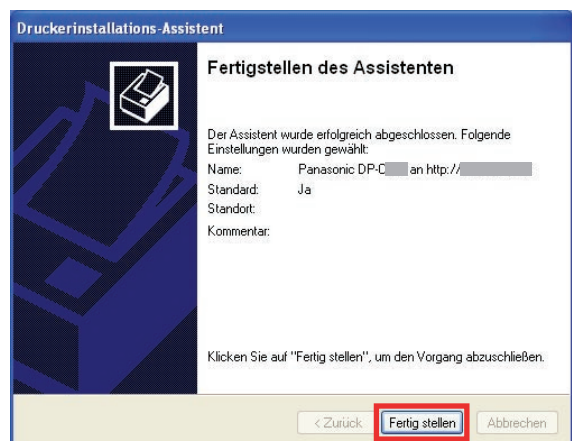 Druckerinstallations-Assistent
Fertigstellen des Assistenten
Der Assistent wurde erfolgreich abgeschlossen. Folgende
Einstellungen wurden gewählt:
Name: Panasonic DP-C an http://
Standard: Ja
Standort:
Kommentar:
Klicken Sie auf "Fertig stellen", um den Vorgang abzuschließen.
< Zurück Fertig stellen Abbrechen